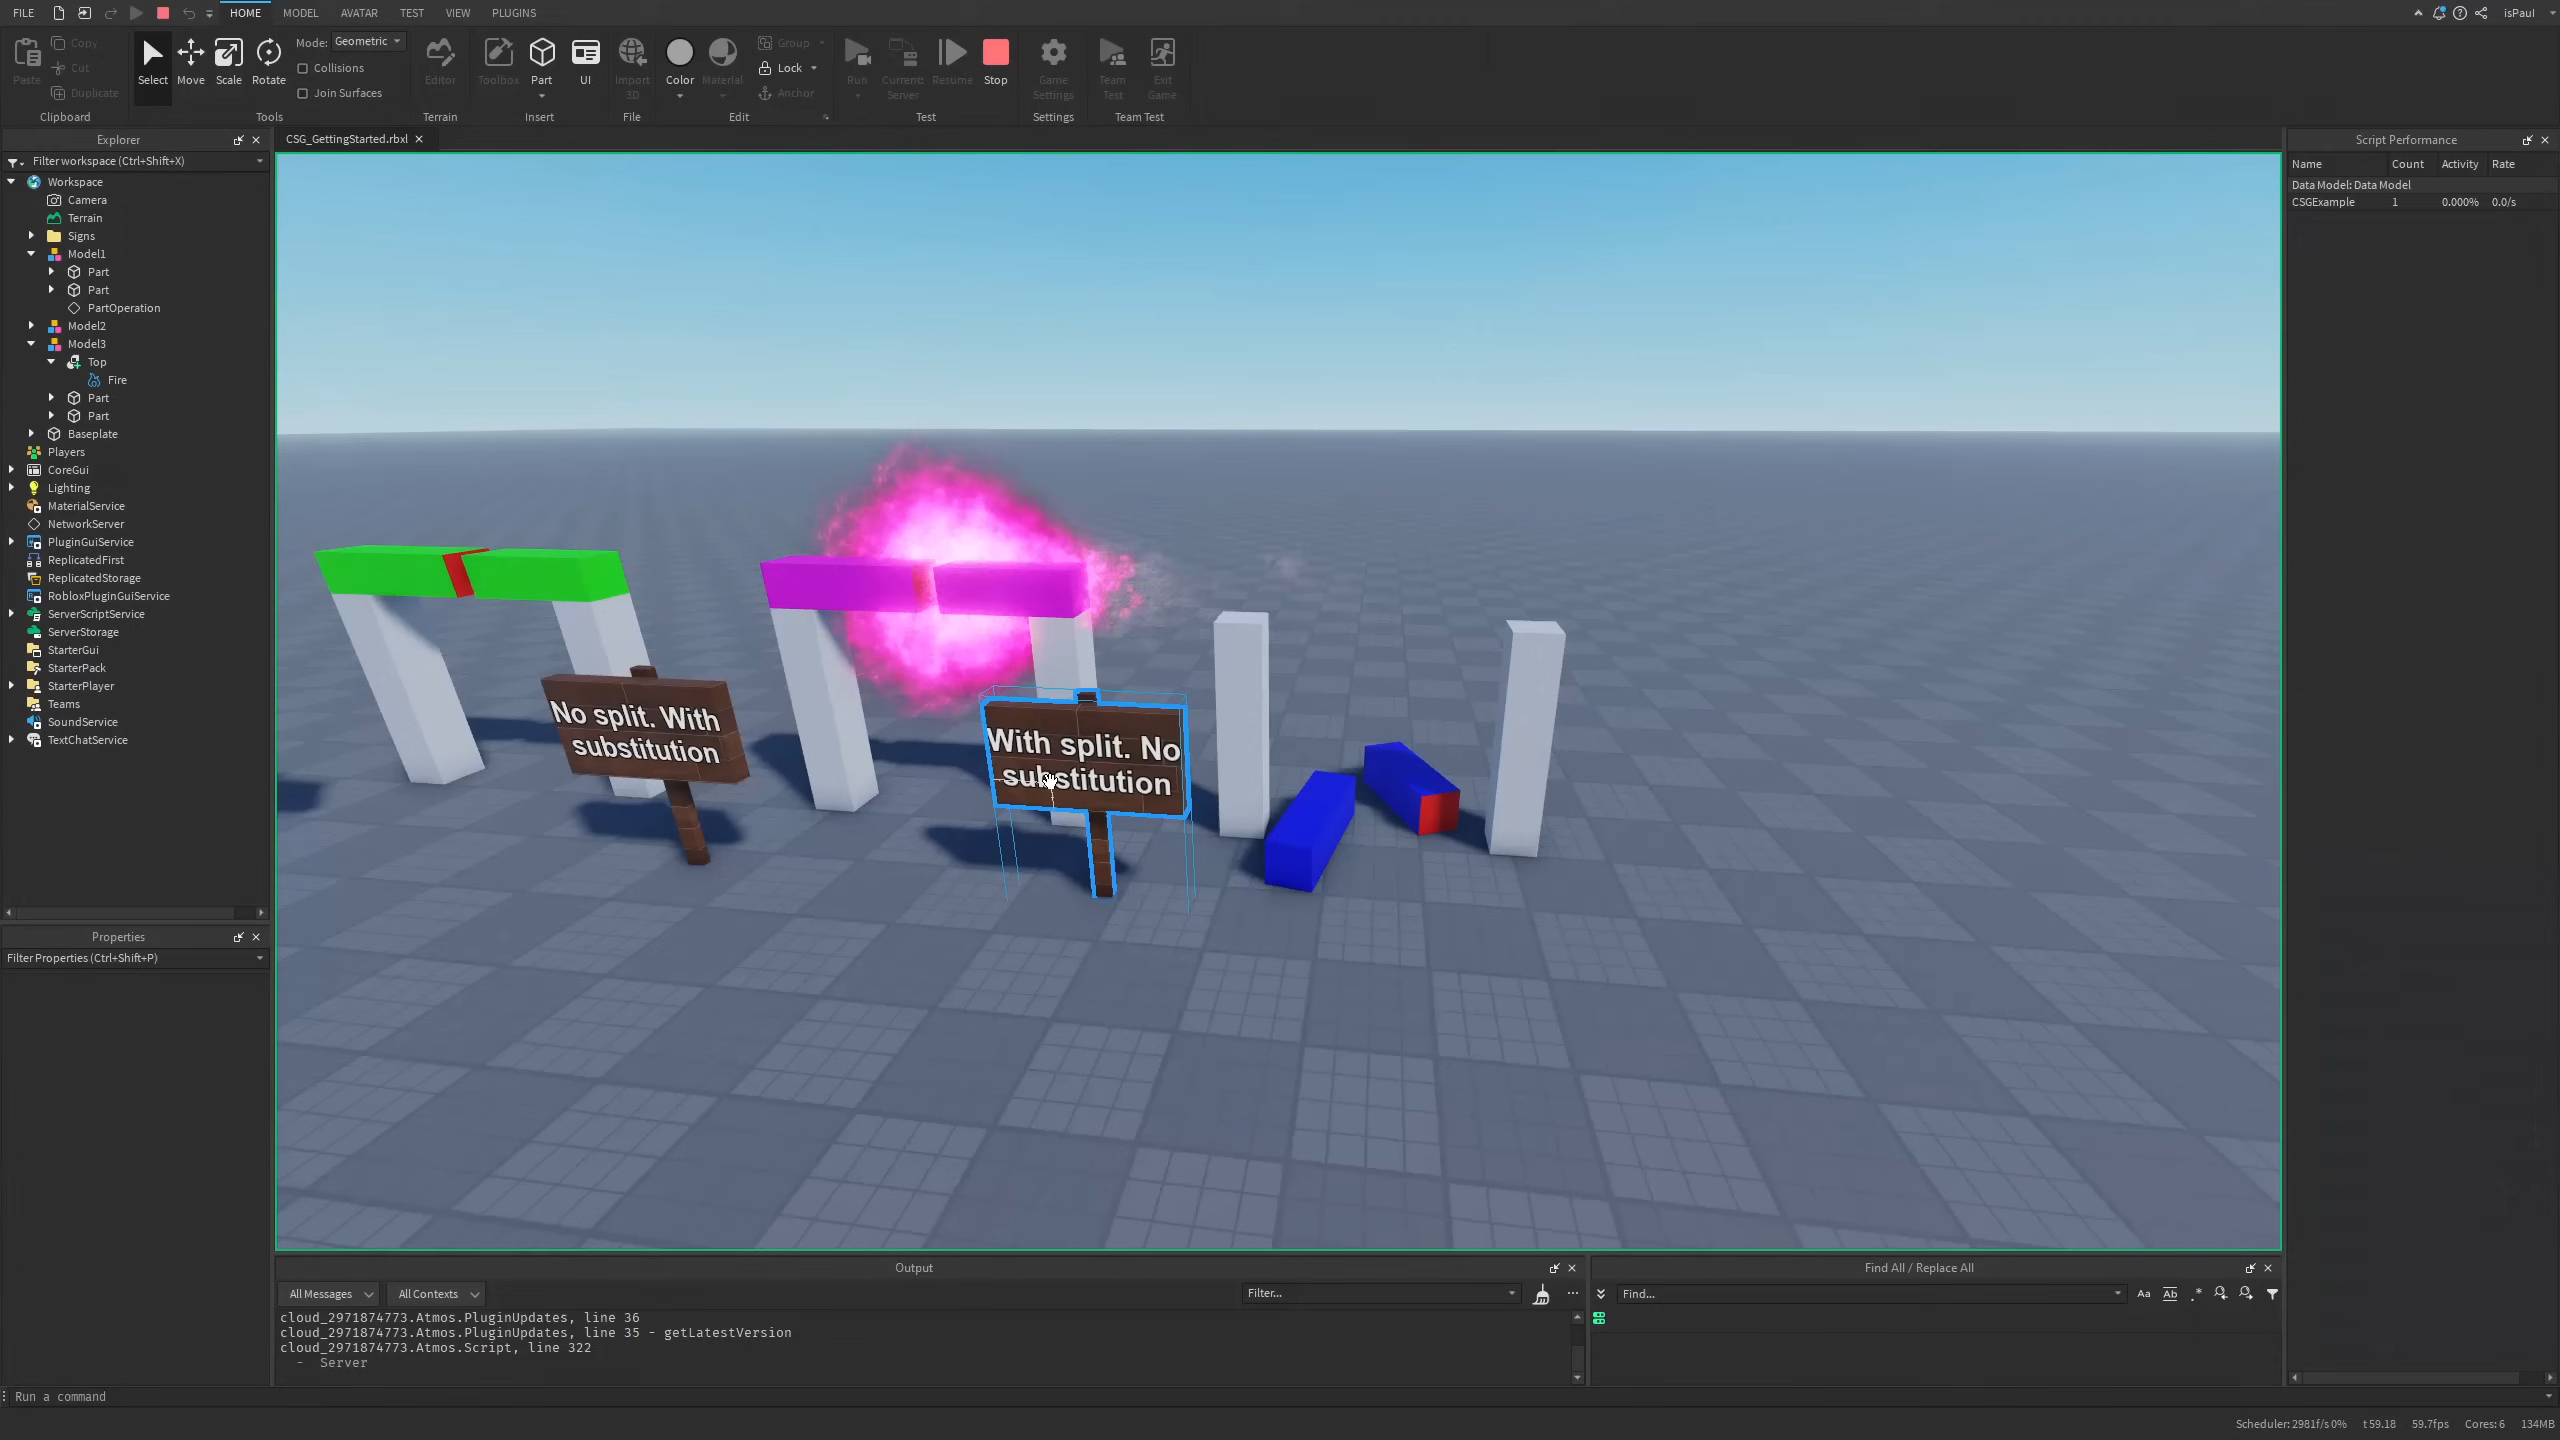 FILE HOME MODEL AVATAR TEST VIEW PLUGINS isPaul
Paste Copy Cut Duplicate Clipboard
Select Move Scale Rotate Mode: Geometric Collisions Join Surfaces Tools
Editor Terrain
Toolbox Part UI Insert
Import 3D File
Color Material Group Lock Anchor Edit
Run Current: Server Resume Stop Test
Game Settings Settings
Team Test Exit Game Team Test
Explorer
Filter workspace (Ctrl+Shift+X)
Workspace
Camera
Terrain
Signs
Model1
Part
Part
PartOperation
Model2
Model3
Top
Fire
Part
Part
Baseplate
Players
CoreGui
Lighting
MaterialService
NetworkServer
PluginGuiService
ReplicatedFirst
ReplicatedStorage
RobloxPluginGuiService
ServerScriptService
ServerStorage
StarterGui
StarterPack
StarterPlayer
Teams
SoundService
TextChatService
Properties
Filter Properties (Ctrl+Shift+P)
CSG_GettingStarted.rbxl
No split. With
substitution
With split. No
substitution
Script Performance
Name Count Activity Rate
Data Model: Data Model
CSGExample 1 0.000% 0.0/s
Output
All Messages All Contexts Filter...
cloud_2971874773.Atmos.PluginUpdates, line 36
cloud_2971874773.Atmos.PluginUpdates, line 35 - getLatestVersion
cloud_2971874773.Atmos.Script, line 322
- Server
Find All / Replace All
Find... Aa Ab .*
Run a command
Scheduler: 2981f/s 0% t 59.18 59.7fps Cores: 6 134MB